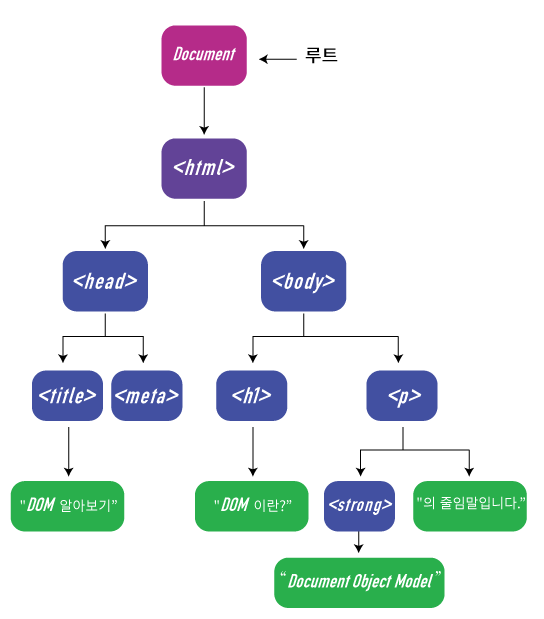 Document
루트
<html>
<head>
<body>
<title>
<meta>
<h1>
<p>
"DOM 알아보기”
"DOM 이란?”
<strong>
"의 줄임말입니다.”
“Document Object Model”